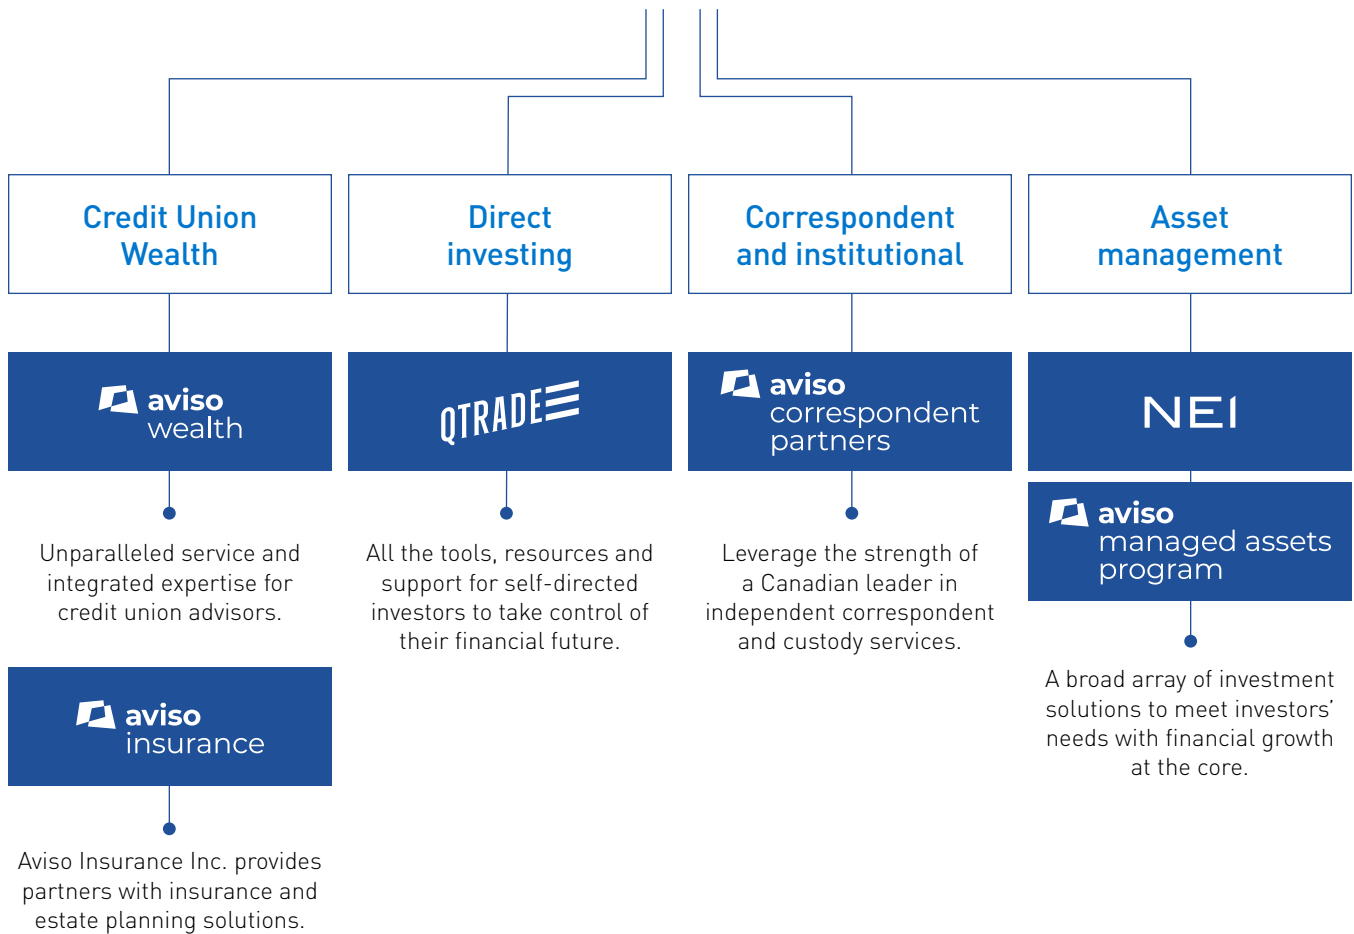 Credit Union
Wealth
Direct
investing
Correspondent
and institutional
Asset
management
aviso
wealth
QTRADE
aviso
correspondent
partners
NEI
aviso
managed assets
program
Unparalleled service and
integrated expertise for
credit union advisors.
All the tools, resources and
support for self-directed
investors to take control of
their financial future.
Leverage the strength of
a Canadian leader in
independent correspondent
and custody services.
A broad array of investment
solutions to meet investors’
needs with financial growth
at the core.
aviso
insurance
Aviso Insurance Inc. provides
partners with insurance and
estate planning solutions.